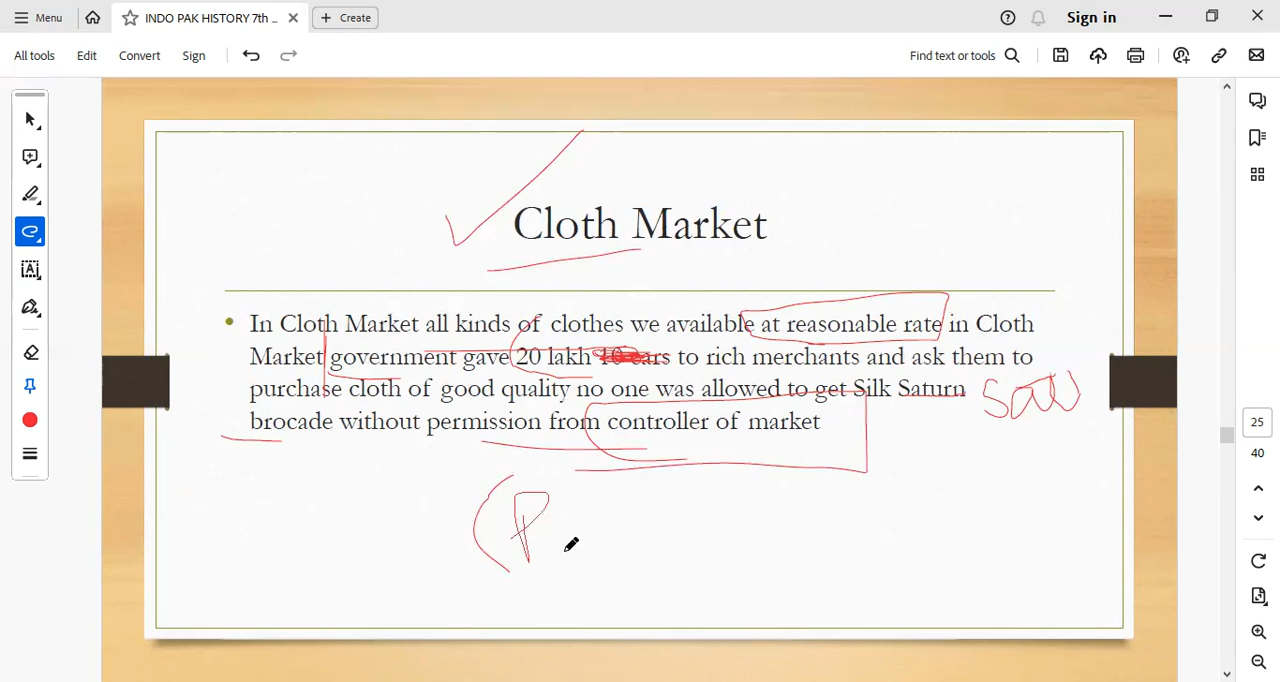 Menu
INDO PAK HISTORY 7th ...
Create
Sign in
All tools
Edit
Convert
Sign
Find text or tools
Cloth Market
• In Cloth Market all kinds of clothes we available at reasonable rate in Cloth
Market government gave 20 lakh 10 ears to rich merchants and ask them to
purchase cloth of good quality no one was allowed to get Silk Saturn
brocade without permission from controller of market
(P
25
40